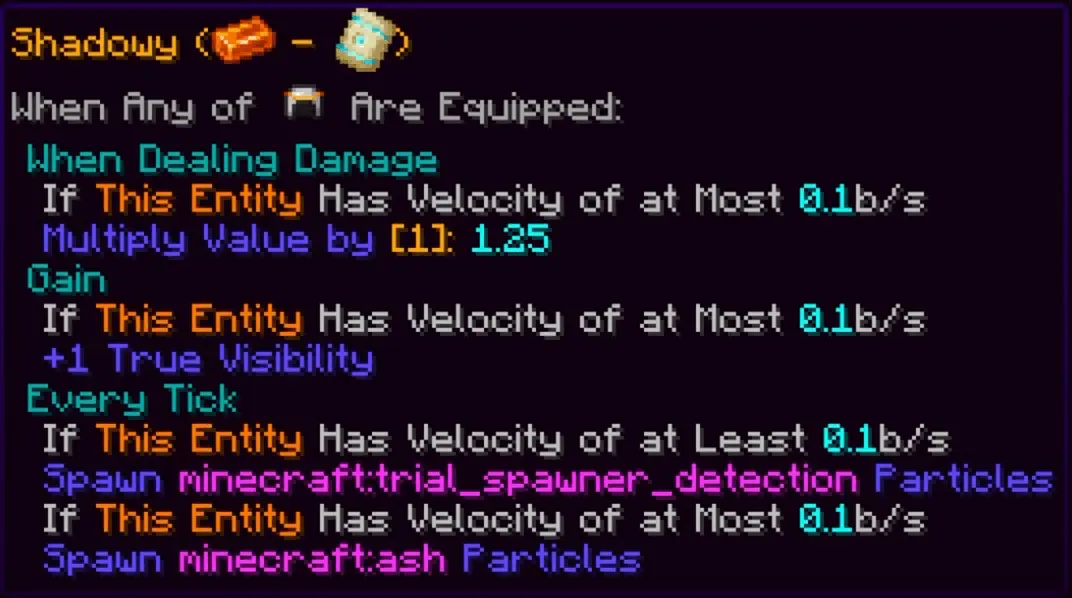 Shadowy ( - )
When Any of Are Equipped:
When Dealing Damage
If This Entity Has Velocity of at Most 0.1b/s
Multiply Value by [1]: 1.25
Gain
If This Entity Has Velocity of at Most 0.1b/s
+1 True Visibility
Every Tick
If This Entity Has Velocity of at Least 0.1b/s
Spawn minecraft:trial_spawner_detection Particles
If This Entity Has Velocity of at Most 0.1b/s
Spawn minecraft:ash Particles